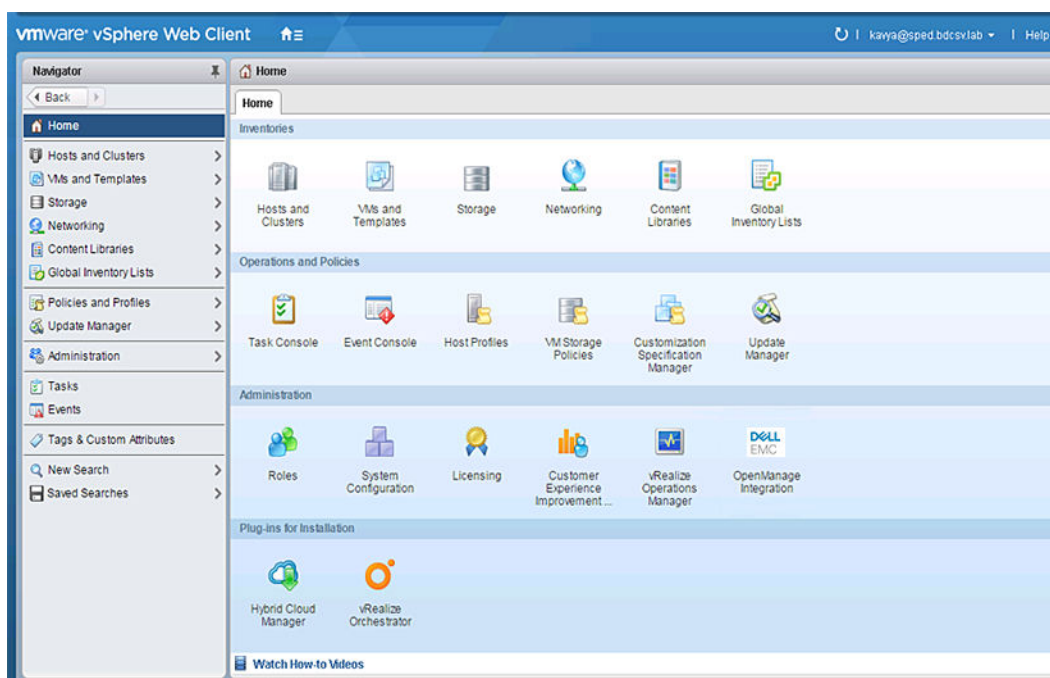 vmware® vSphere Web Client
kavya@sped.bdcsv.lab
Help
Navigator
Back
Home
Hosts and Clusters
VMs and Templates
Storage
Networking
Content Libraries
Global Inventory Lists
Policies and Profiles
Update Manager
Administration
Tasks
Events
Tags & Custom Attributes
New Search
Saved Searches
Home
Home
Inventories
Hosts and
Clusters
VMs and
Templates
Storage
Networking
Content
Libraries
Global
Inventory Lists
Operations and Policies
Task Console
Event Console
Host Profiles
VM Storage
Policies
Customization
Specification
Manager
Update
Manager
Administration
Roles
System
Configuration
Licensing
Customer
Experience
Improvement ...
vRealize
Operations
Manager
DELL
EMC
OpenManage
Integration
Plug-ins for Installation
Hybrid Cloud
Manager
vRealize
Orchestrator
Watch How-to Videos